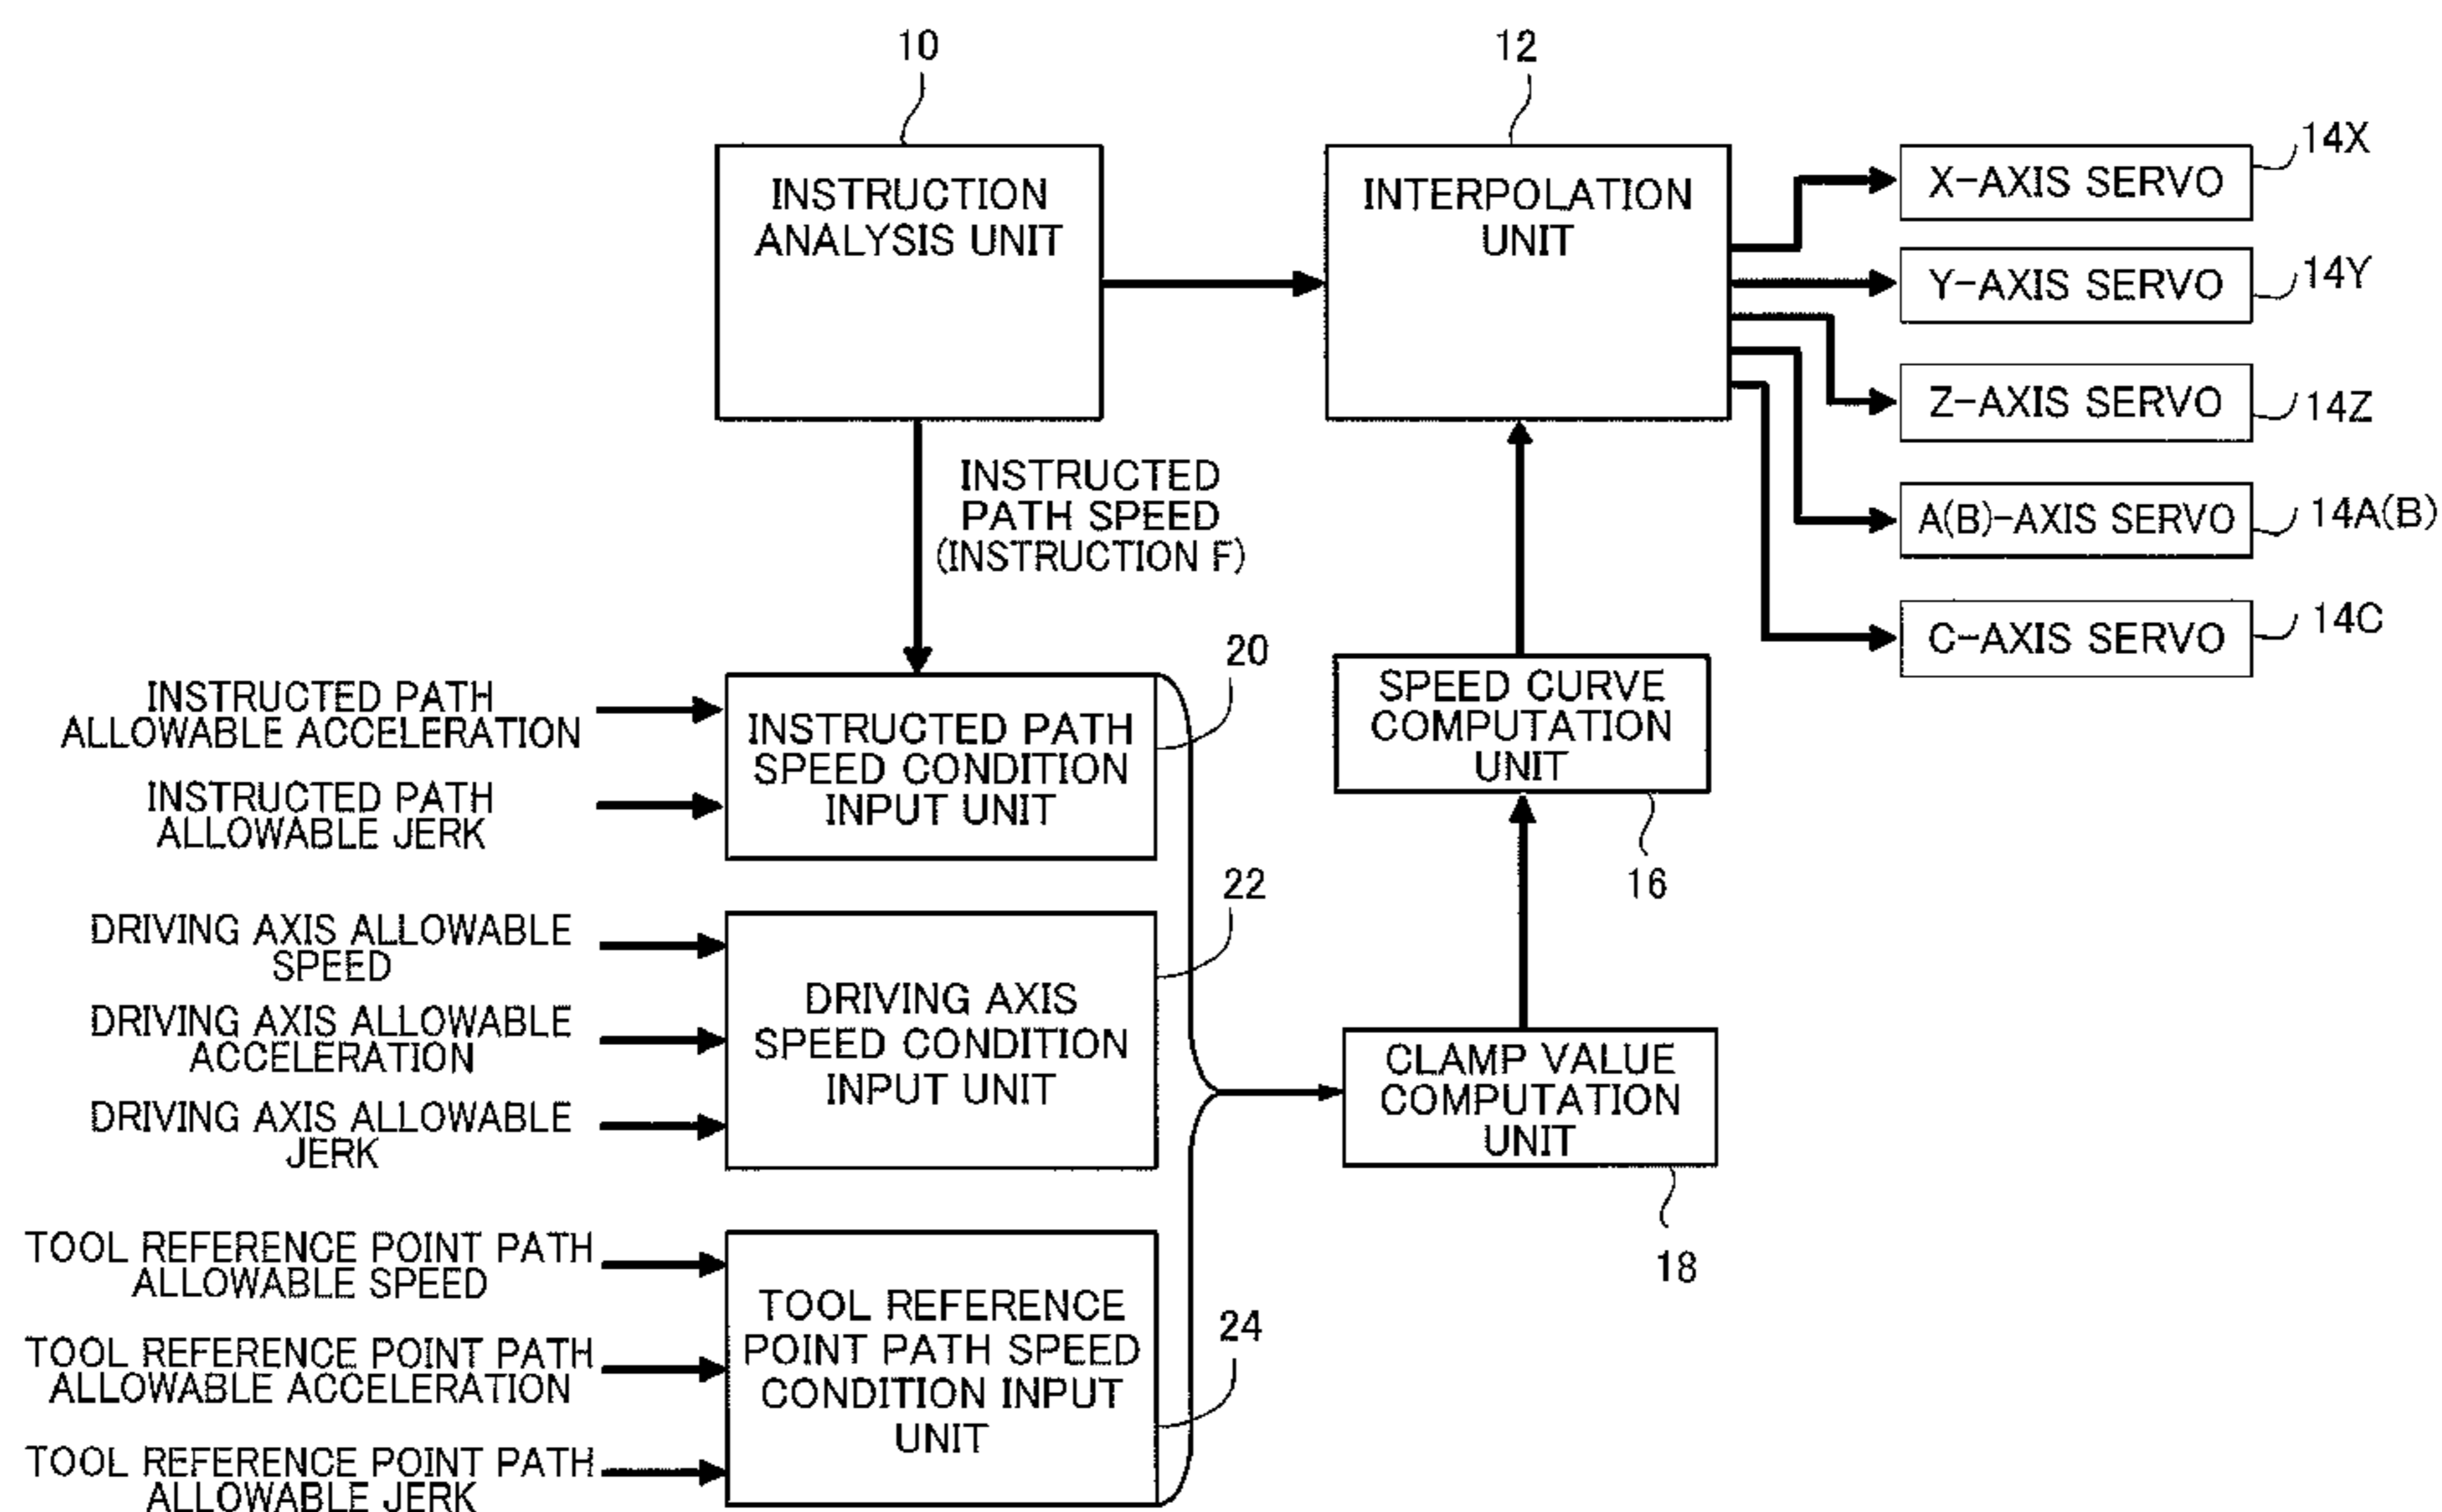 10
12
INSTRUCTION
ANALYSIS UNIT
INTERPOLATION
UNIT
X-AXIS SERVO
14X
Y-AXIS SERVO
14Y
Z-AXIS SERVO
14Z
A(B)-AXIS SERVO
14A(B)
C-AXIS SERVO
14C
INSTRUCTED
PATH SPEED
(INSTRUCTION F)
INSTRUCTED PATH
ALLOWABLE ACCELERATION
INSTRUCTED PATH
ALLOWABLE JERK
INSTRUCTED PATH
SPEED CONDITION
INPUT UNIT
20
SPEED CURVE
COMPUTATION
UNIT
16
DRIVING AXIS ALLOWABLE
SPEED
DRIVING AXIS ALLOWABLE
ACCELERATION
DRIVING AXIS ALLOWABLE
JERK
DRIVING AXIS
SPEED CONDITION
INPUT UNIT
22
CLAMP VALUE
COMPUTATION
UNIT
18
TOOL REFERENCE POINT PATH
ALLOWABLE SPEED
TOOL REFERENCE POINT PATH
ALLOWABLE ACCELERATION
TOOL REFERENCE POINT PATH
ALLOWABLE JERK
TOOL REFERENCE
POINT PATH SPEED
CONDITION INPUT
UNIT
24